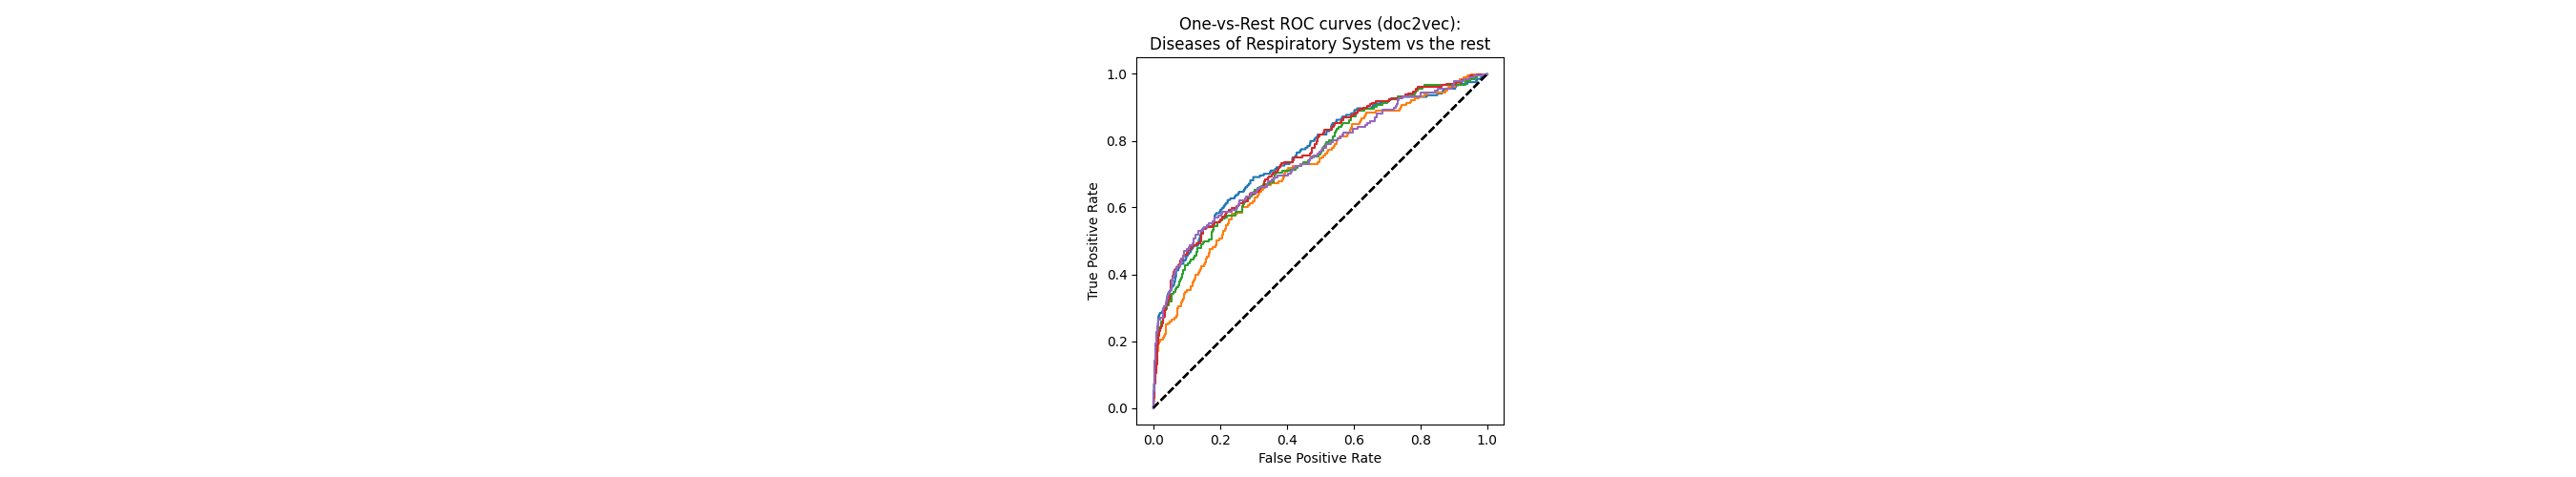 One-vs-Rest ROC curves (doc2vec):
Diseases of Respiratory System vs the rest
True Positive Rate
1.0
0.8
0.6
0.4
0.2
0.0
0.0 0.2 0.4 0.6 0.8 1.0
False Positive Rate